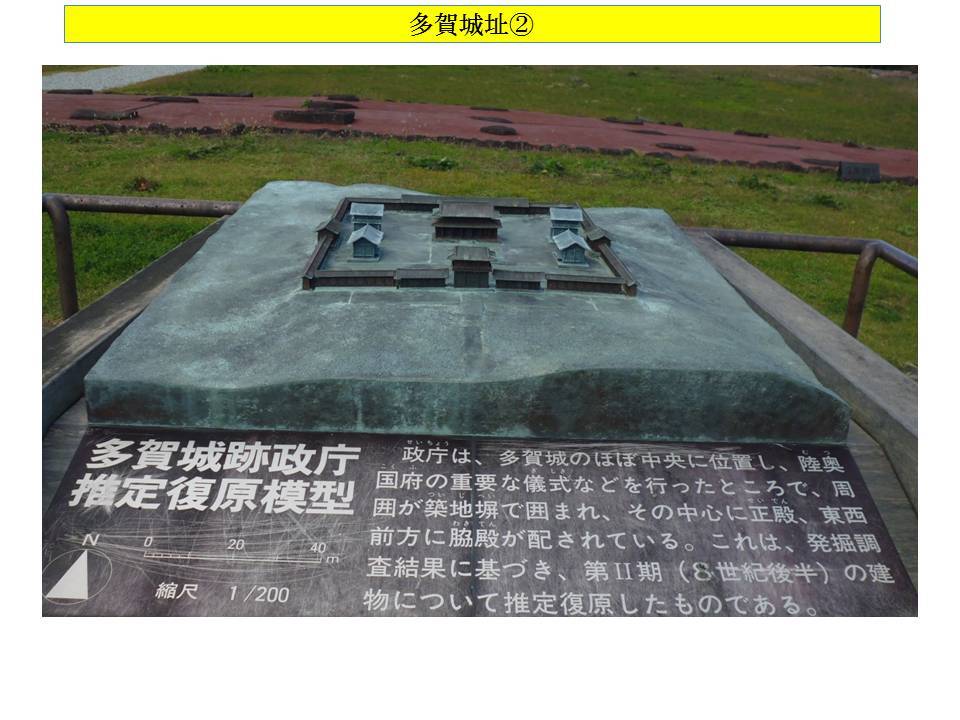 多賀城址②
多賀城跡政庁
推定復原模型
N
0 20 40 m
縮尺 1/200
せいちょう
政庁は、多賀城のほぼ中央に位置し、陸奥
国府の重要な儀式などを行ったところで、周
囲が築地塀で囲まれ、その中心に正殿、東西
前方に脇殿が配されている。これは、発掘調
査結果に基づき、第Ⅱ期(8世紀後半)の建
物について推定復原したものである。